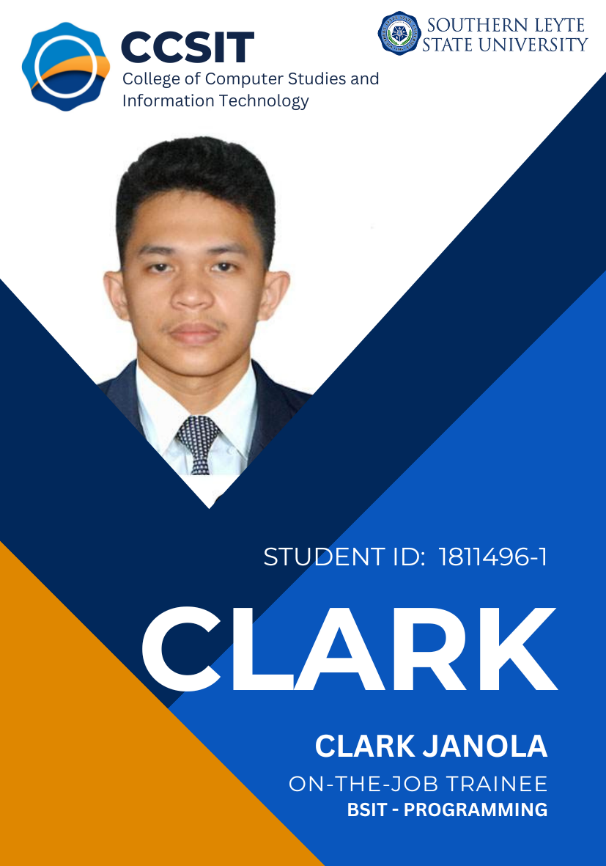 CCSIT
College of Computer Studies and
Information Technology
SOUTHERN LEYTE
STATE UNIVERSITY
STUDENT ID: 1811496-1
CLARK
CLARK JANOLA
ON-THE-JOB TRAINEE
BSIT - PROGRAMMING